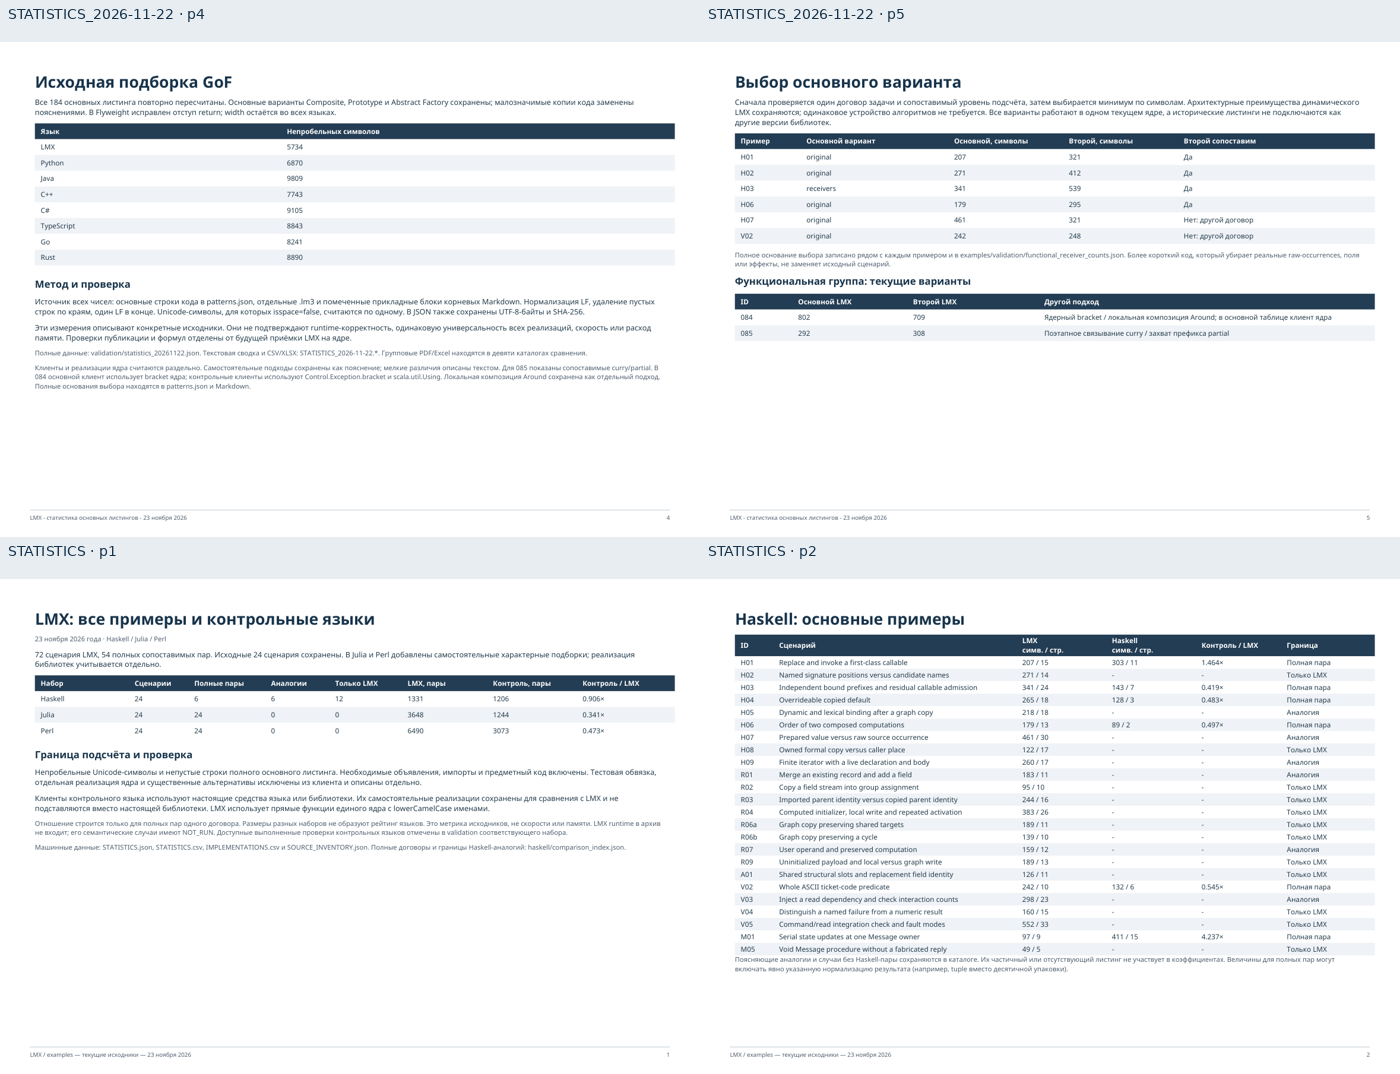 STATISTICS_2026-11-22 · p4
Исходная подборка GoF
Все 184 основных листинга повторно пересчитаны. Основные варианты Composite, Prototype и Abstract Factory сохранены; малозначимые копии кода заменены
пояснениями. В Flyweight исправлен отступ return; width остаётся во всех языках.
Язык Непробельных символов
LMX 5734
Python 6870
Java 9809
C++ 7743
C# 9105
TypeScript 8843
Go 8241
Rust 8890
Метод и проверка
Источник всех чисел: основные строки кода в patterns.json, отдельные .lm3 и помеченные прикладные блоки корневых Markdown. Нормализация LF, удаление пустых
строк по краям, один LF в конце. Unicode-символы, для которых isspace=false, считаются по одному. В JSON также сохранены UTF-8-байты и SHA-256.
Эти измерения описывают конкретные исходники. Они не подтверждают runtime-корректность, одинаковую универсальность всех реализаций, скорость или расход
памяти. Проверки публикации и формул отделены от будущей приёмки LMX на ядре.
Полные данные: validation/statistics_20261122.json. Текстовая сводка и CSV/XLSX: STATISTICS_2026-11-22.*. Групповые PDF/Excel находятся в девяти каталогах сравнения.
Клиенты и реализации ядра считаются раздельно. Самостоятельные подходы сохранены как пояснение; мелкие различия описаны текстом. Для 085 показаны сопоставимые curry/partial. В
084 основной клиент использует bracket ядра; контрольные клиенты используют Control.Exception.bracket и scala.util.Using. Локальная композиция Around сохранена как отдельный подход.
Полные основания выбора находятся в patterns.json и Markdown.
LMX - статистика основных листингов - 23 ноября 2026 4
STATISTICS_2026-11-22 · p5
Выбор основного варианта
Сначала проверяется один договор задачи и сопоставимый уровень подсчёта, затем выбирается минимум по символам. Архитектурные преимущества динамического
LMX сохраняются; одинаковое устройство алгоритмов не требуется. Все варианты работают в одном текущем ядре, а исторические листинги не подключаются как
другие версии библиотек.
Пример Основной вариант Основной, символы Второй, символы Второй сопоставим
H01 original 207 321 Да
H02 original 271 412 Да
H03 receivers 341 539 Да
H06 original 179 295 Да
H07 original 461 321 Нет: другой договор
V02 original 242 248 Нет: другой договор
Полное основание выбора записано рядом с каждым примером и в examples/validation/functional_receiver_counts.json. Более короткий код, который убирает реальные raw-occurrences, поля
или эффекты, не заменяет исходный сценарий.
Функциональная группа: текущие варианты
ID Основной LMX Второй LMX Другой подход
084 802 709 Ядерный bracket / локальная композиция Around; в основной таблице клиент ядра
085 292 308 Поэтапное связывание curry / захват префикса partial
LMX - статистика основных листингов - 23 ноября 2026 5
STATISTICS · p1
LMX: все примеры и контрольные языки
23 ноября 2026 года · Haskell / Julia / Perl
72 сценария LMX, 54 полных сопоставимых пар. Исходные 24 сценария сохранены. В Julia и Perl добавлены самостоятельные характерные подборки; реализация
библиотек учитывается отдельно.
Набор Сценарии Полные пары Аналогии Только LMX LMX, пары Контроль, пары Контроль / LMX
Haskell 24 6 6 12 1331 1206 0.906×
Julia 24 24 0 0 3648 1244 0.341×
Perl 24 24 0 0 6490 3073 0.473×
Граница подсчёта и проверка
Непробельные Unicode-символы и непустые строки полного основного листинга. Необходимые объявления, импорты и предметный код включены. Тестовая обвязка,
отдельная реализация ядра и существенные альтернативы исключены из клиента и описаны отдельно.
Клиенты контрольного языка используют настоящие средства языка или библиотеки. Их самостоятельные реализации сохранены для сравнения с LMX и не
подставляются вместо настоящей библиотеки. LMX использует прямые функции единого ядра с lowerCamelCase именами.
Отношение строится только для полных пар одного договора. Размеры разных наборов не образуют рейтинг языков. Это метрика исходников, не скорости или памяти. LMX runtime в архив
не входит; его семантические случаи имеют NOT_RUN. Доступные выполненные проверки контрольных языков отмечены в validation соответствующего набора.
Машинные данные: STATISTICS.json, STATISTICS.csv, IMPLEMENTATIONS.csv и SOURCE_INVENTORY.json. Полные договоры и границы Haskell-аналогий: haskell/comparison_index.json.
LMX / examples — текущие исходники — 23 ноября 2026 1
STATISTICS · p2
Haskell: основные примеры
ID Сценарий LMX Haskell Контроль / LMX Граница
симв. / стр. симв. / стр.
H01 Replace and invoke a first-class callable 207 / 15 303 / 11 1.464× Полная пара
H02 Named signature positions versus candidate names 271 / 14 - - Только LMX
H03 Independent bound prefixes and residual callable admission 341 / 24 143 / 7 0.419× Полная пара
H04 Overrideable copied default 265 / 18 128 / 3 0.483× Полная пара
H05 Dynamic and lexical binding after a graph copy 218 / 18 - - Аналогия
H06 Order of two composed computations 179 / 13 89 / 2 0.497× Полная пара
H07 Prepared value versus raw source occurrence 461 / 30 - - Аналогия
H08 Owned formal copy versus caller place 122 / 17 - - Только LMX
H09 Finite iterator with a live declaration and body 260 / 17 - - Аналогия
R01 Merge an existing record and add a field 183 / 11 - - Аналогия
R02 Copy a field stream into group assignment 95 / 10 - - Только LMX
R03 Imported parent identity versus copied parent identity 244 / 16 - - Только LMX
R04 Computed initializer, local write and repeated activation 383 / 26 - - Только LMX
R06a Graph copy preserving shared targets 189 / 11 - - Только LMX
R06b Graph copy preserving a cycle 139 / 10 - - Только LMX
R07 User operand and preserved computation 159 / 12 - - Аналогия
R09 Uninitialized payload and local versus graph write 189 / 13 - - Только LMX
A01 Shared structural slots and replacement field identity 126 / 11 - - Только LMX
V02 Whole ASCII ticket-code predicate 242 / 10 132 / 6 0.545× Полная пара
V03 Inject a read dependency and check interaction counts 298 / 23 - - Аналогия
V04 Distinguish a named failure from a numeric result 160 / 15 - - Только LMX
V05 Command/read integration check and fault modes 552 / 33 - - Только LMX
M01 Serial state updates at one Message owner 97 / 9 411 / 15 4.237× Полная пара
M05 Void Message procedure without a fabricated reply 49 / 5 - - Только LMX
Поясняющие аналогии и случаи без Haskell-пары сохраняются в каталоге. Их частичный или отсутствующий листинг не участвует в коэффициентах. Величины для полных пар могут
включать явно указанную нормализацию результата (например, tuple вместо десятичной упаковки).
LMX / examples — текущие исходники — 23 ноября 2026 2